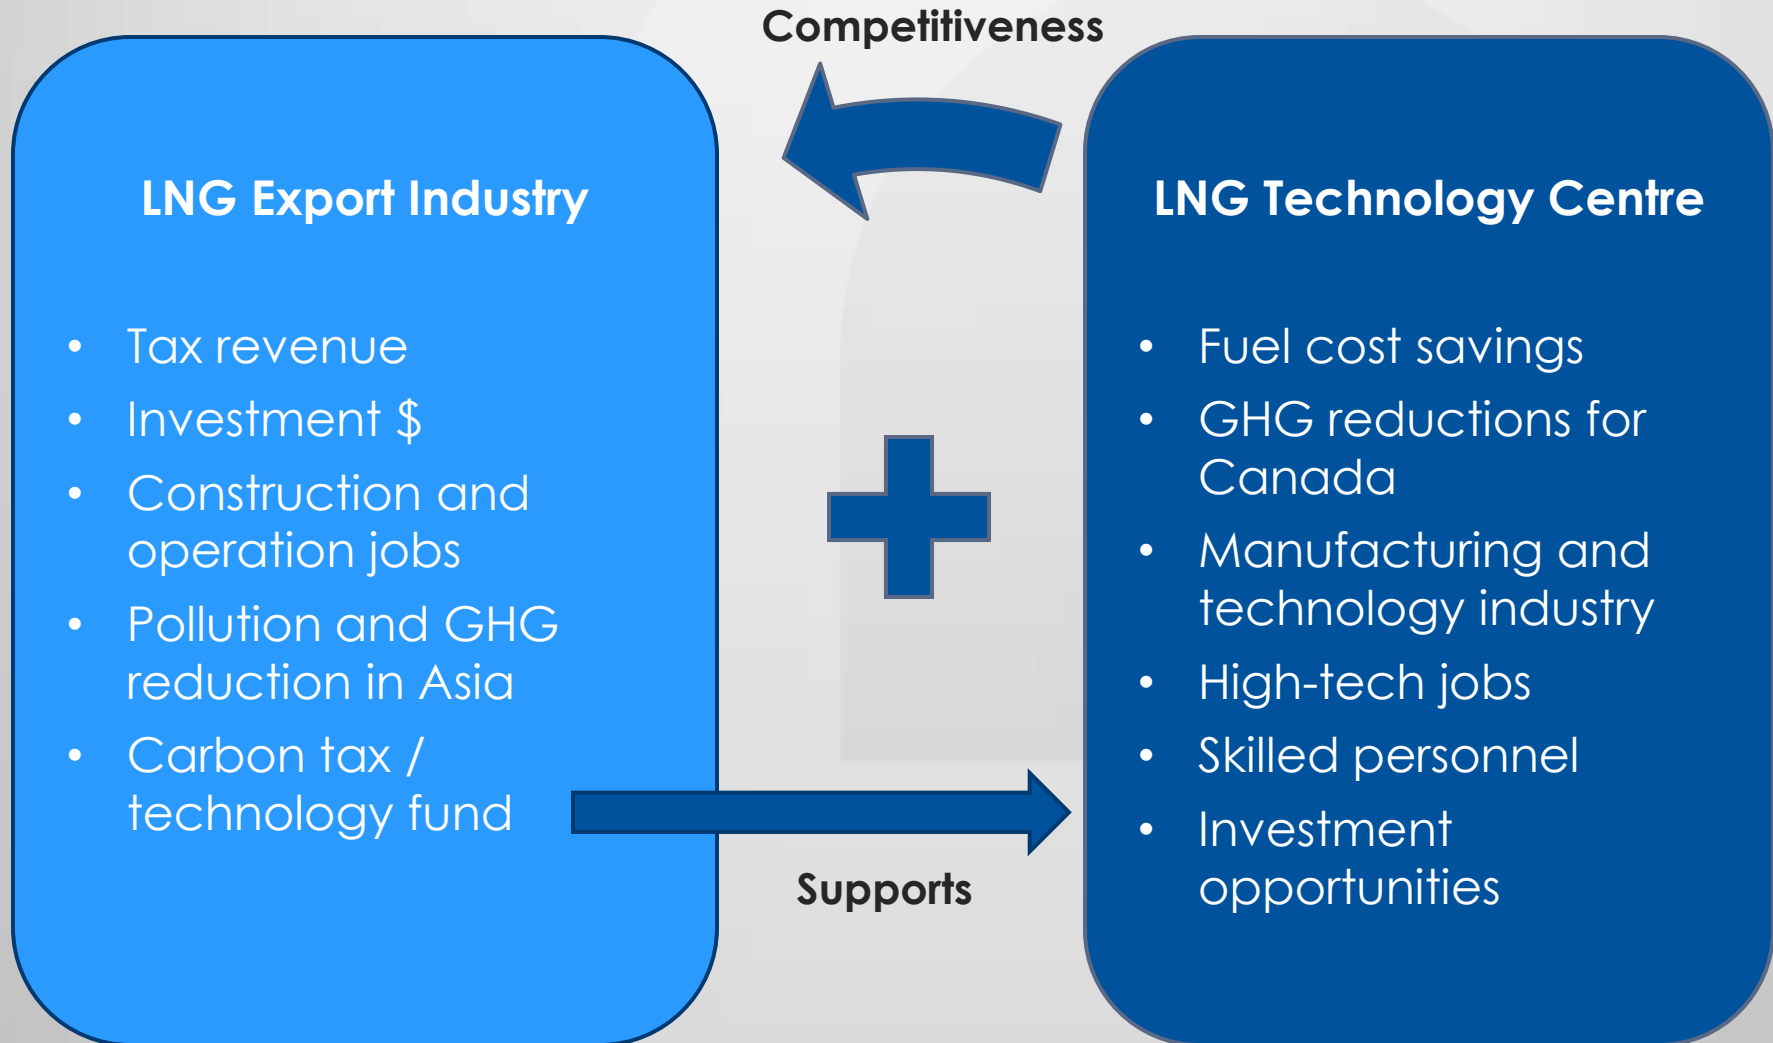 Competitiveness
LNG Export Industry
• Tax revenue
• Investment $
• Construction and
operation jobs
• Pollution and GHG
reduction in Asia
• Carbon tax /
technology fund
Supports
LNG Technology Centre
• Fuel cost savings
• GHG reductions for
Canada
• Manufacturing and
technology industry
• High-tech jobs
• Skilled personnel
• Investment
opportunities